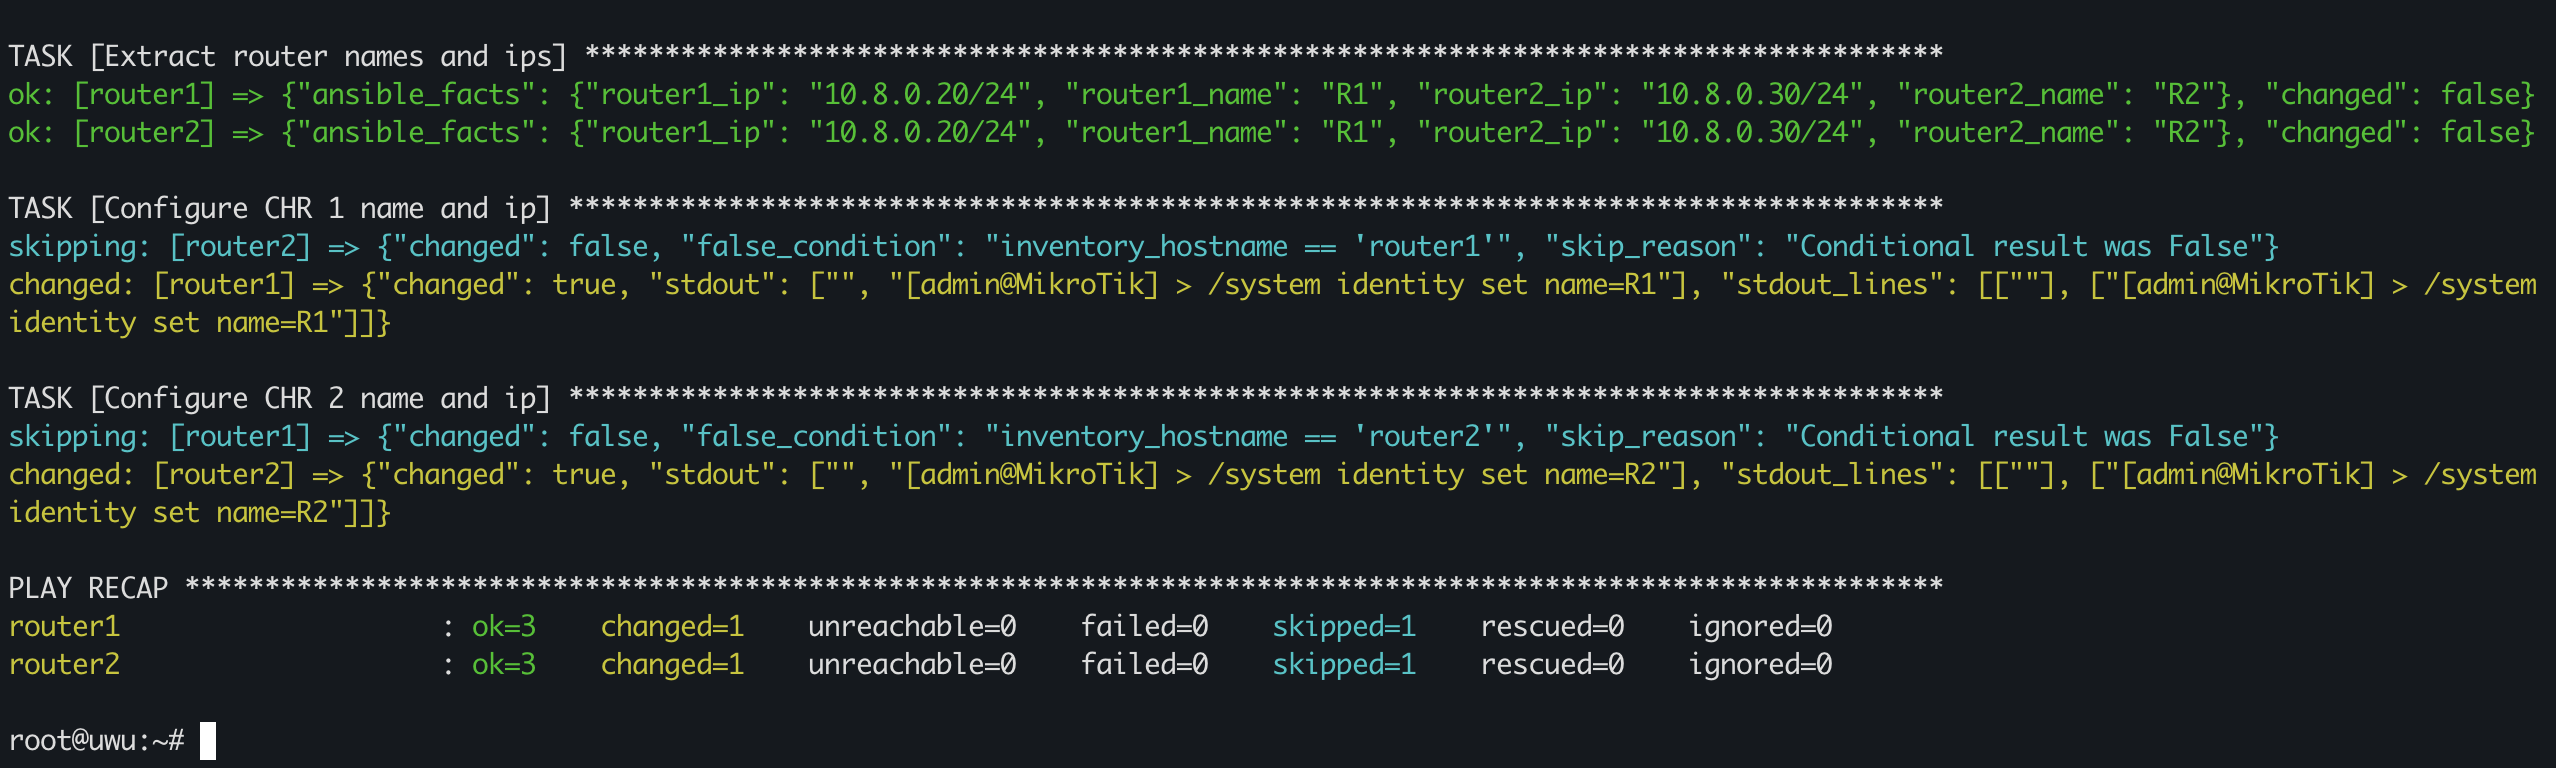 TASK [Extract router names and ips] *************************************************************************************
ok: [router1] => {"ansible_facts": {"router1_ip": "10.8.0.20/24", "router1_name": "R1", "router2_ip": "10.8.0.30/24", "router2_name": "R2"}, "changed": false}
ok: [router2] => {"ansible_facts": {"router1_ip": "10.8.0.20/24", "router1_name": "R1", "router2_ip": "10.8.0.30/24", "router2_name": "R2"}, "changed": false}
TASK [Configure CHR 1 name and ip] **************************************************************************************
skipping: [router2] => {"changed": false, "false_condition": "inventory_hostname == 'router1'", "skip_reason": "Conditional result was False"}
changed: [router1] => {"changed": true, "stdout": ["", "[admin@MikroTik] > /system identity set name=R1"], "stdout_lines": [[""], ["[admin@MikroTik] > /system
identity set name=R1"]]}
TASK [Configure CHR 2 name and ip] **************************************************************************************
skipping: [router1] => {"changed": false, "false_condition": "inventory_hostname == 'router2'", "skip_reason": "Conditional result was False"}
changed: [router2] => {"changed": true, "stdout": ["", "[admin@MikroTik] > /system identity set name=R2"], "stdout_lines": [[""], ["[admin@MikroTik] > /system
identity set name=R2"]]}
PLAY RECAP **************************************************************************************************************
router1                    : ok=3    changed=1    unreachable=0    failed=0    skipped=1    rescued=0    ignored=0
router2                    : ok=3    changed=1    unreachable=0    failed=0    skipped=1    rescued=0    ignored=0
root@uwu:~#